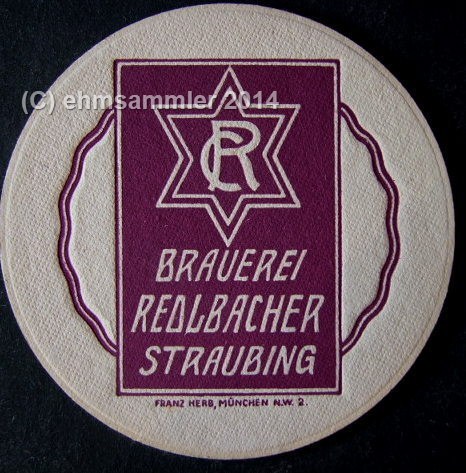 (C) ehmsammler 2014
CR
BRAUEREI
REDLBACHER
STRAUBING
FRANZ HERB, MÜNCHEN N.W. 2.